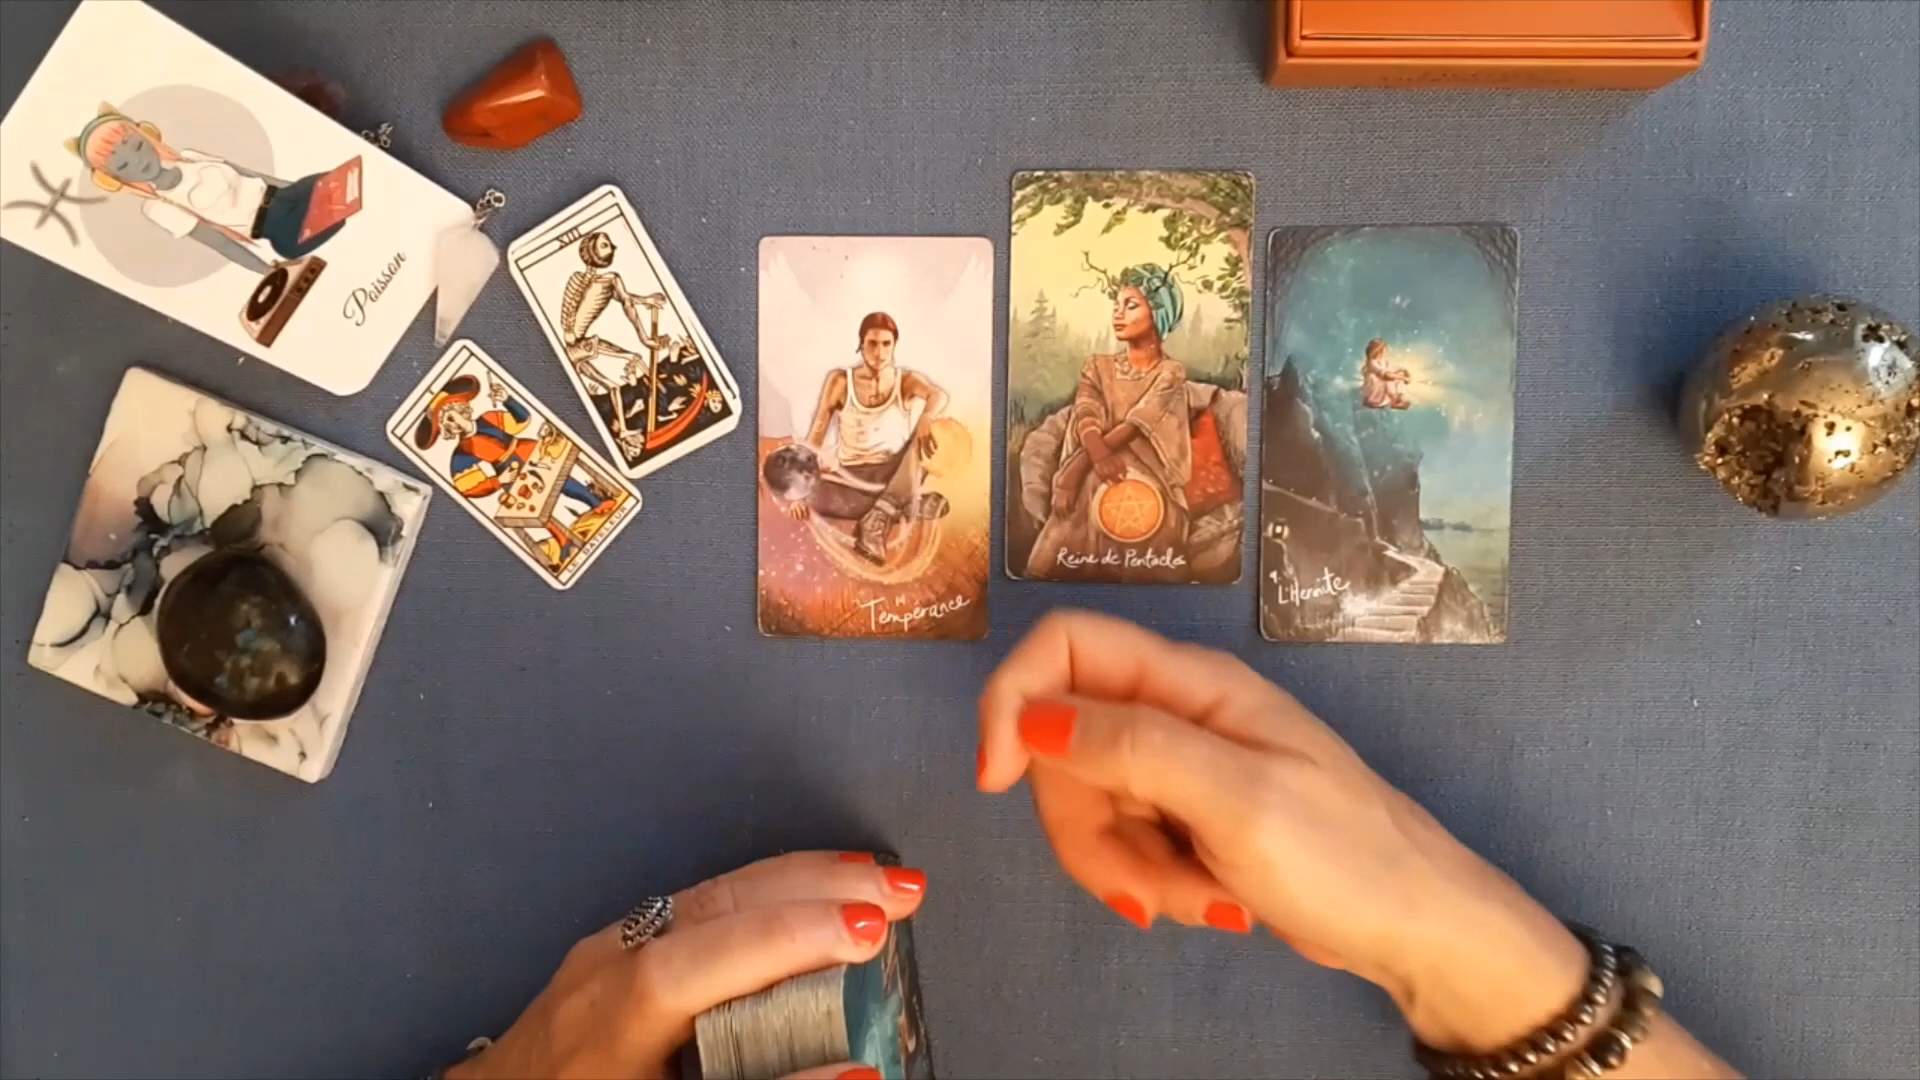 Poisson
XIII
LE BATELEUR
14
Tempérance
Reine de Pentacles
9.
L'Hermite